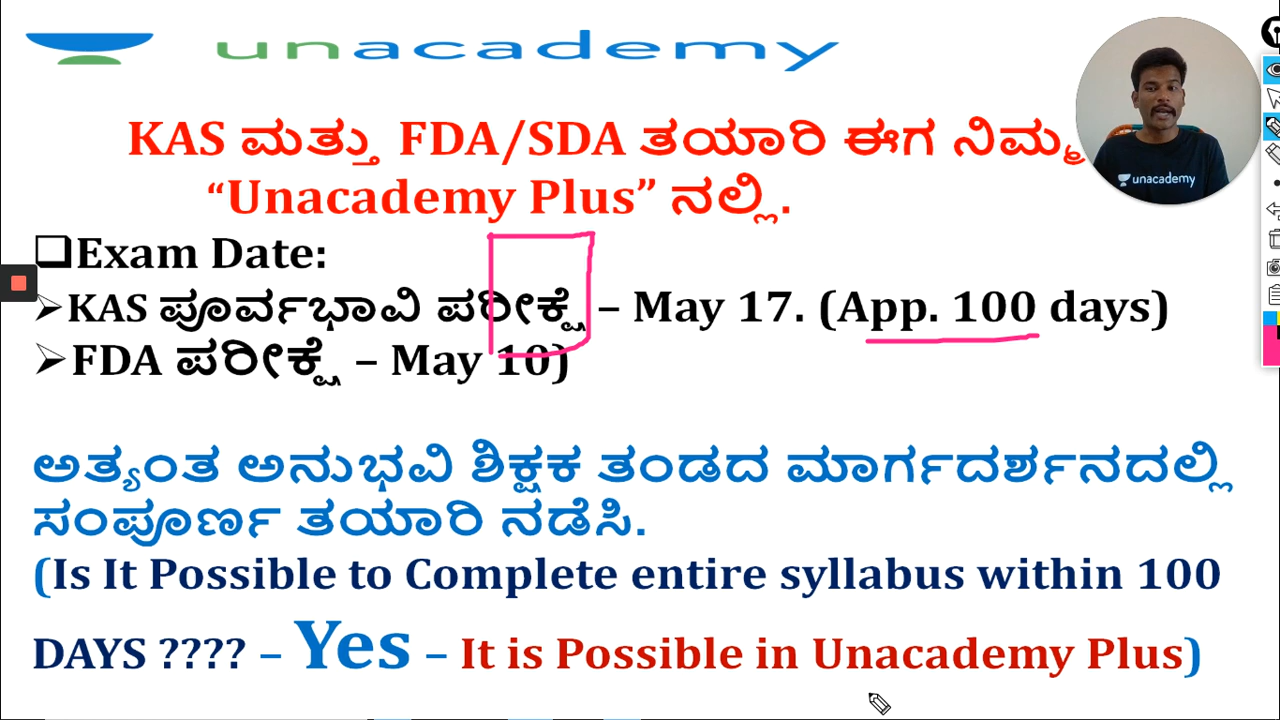 unacademy
KAS ಮತ್ತು FDA/SDA ತಯಾರಿ ಈಗ ನಿಮ್ಮ
unacademy
“Unacademy Plus” ನಲ್ಲಿ.
Exam Date:
KAS ಪೂರ್ವಭಾವಿ ಪರೀಕ್ಷೆ – May 17. (App. 100 days)
FDA ಪರೀಕ್ಷೆ – May 10)
ಅತ್ಯಂತ ಅನುಭವಿ ಶಿಕ್ಷಕ ತಂಡದ ಮಾರ್ಗದರ್ಶನದಲ್ಲಿ
ಸಂಪೂರ್ಣ ತಯಾರಿ ನಡೆಸಿ.
(Is It Possible to Complete entire syllabus within 100
DAYS ???? – Yes – It is Possible in Unacademy Plus)